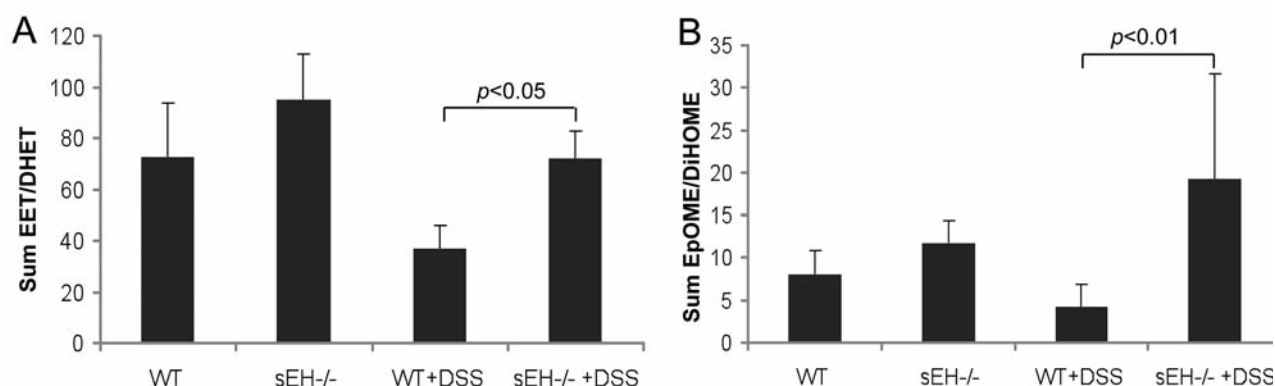 A
Sum EET/DHET
120
100
80
60
40
20
0
p<0.05
WT
sEH-/-
WT+DSS
sEH-/- +DSS
B
Sum EpOME/DiHOME
35
30
25
20
15
10
5
0
p<0.01
WT
sEH-/-
WT+DSS
sEH-/- +DSS